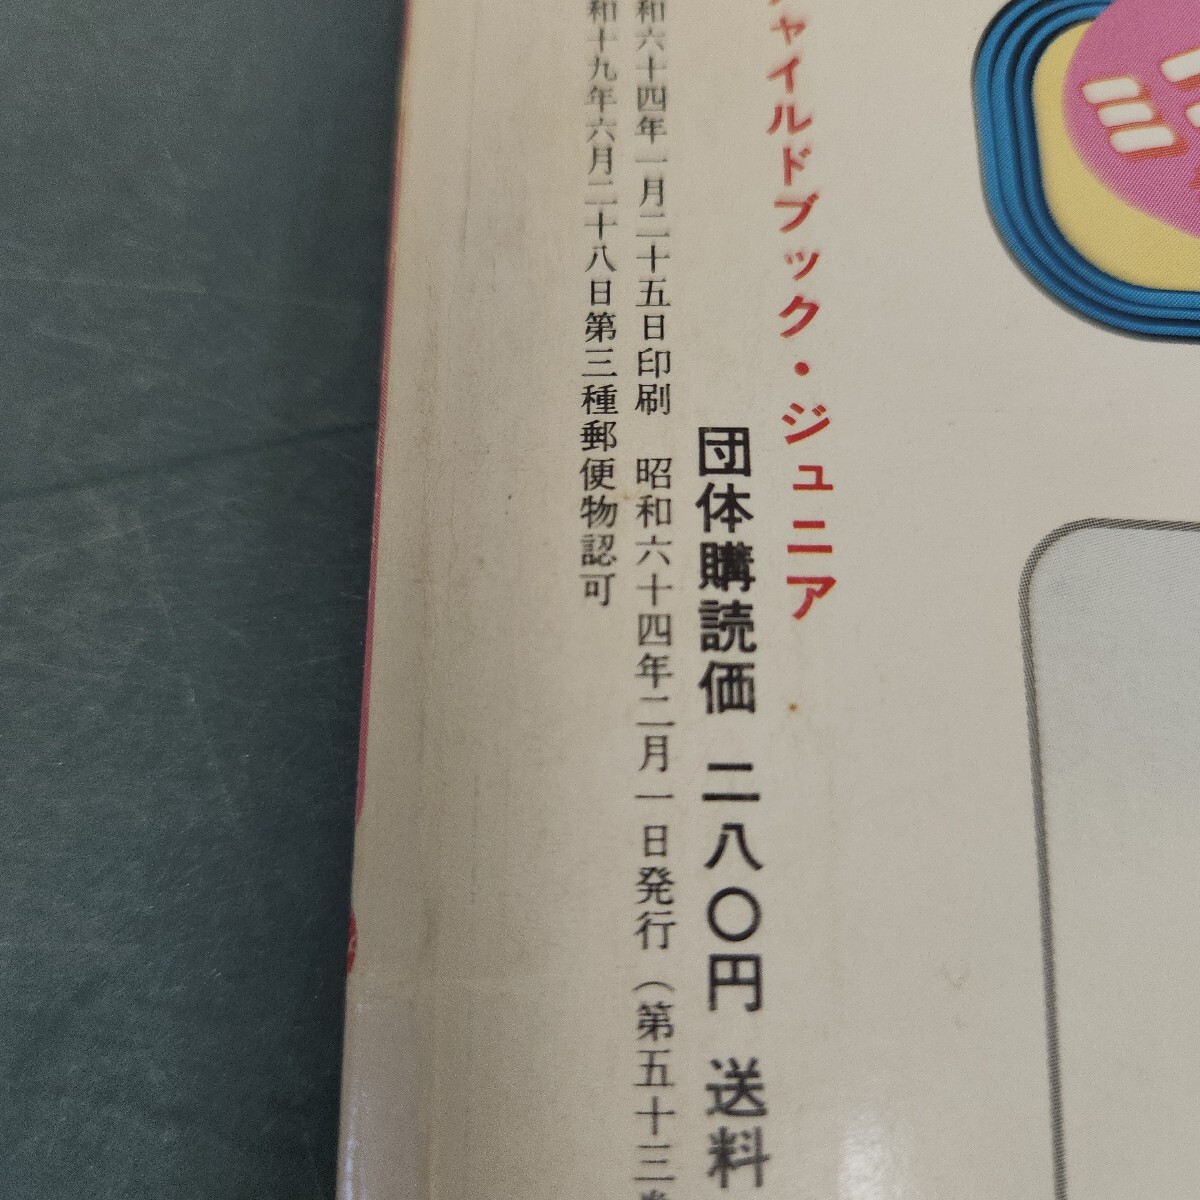 ミ
チャイルドブック・ジュニア
団体購読価 二八〇円 送料
和六十四年一月二十五日印刷 昭和六十四年二月一日発行（第五十三巻
和十九年六月二十八日第三種郵便物認可